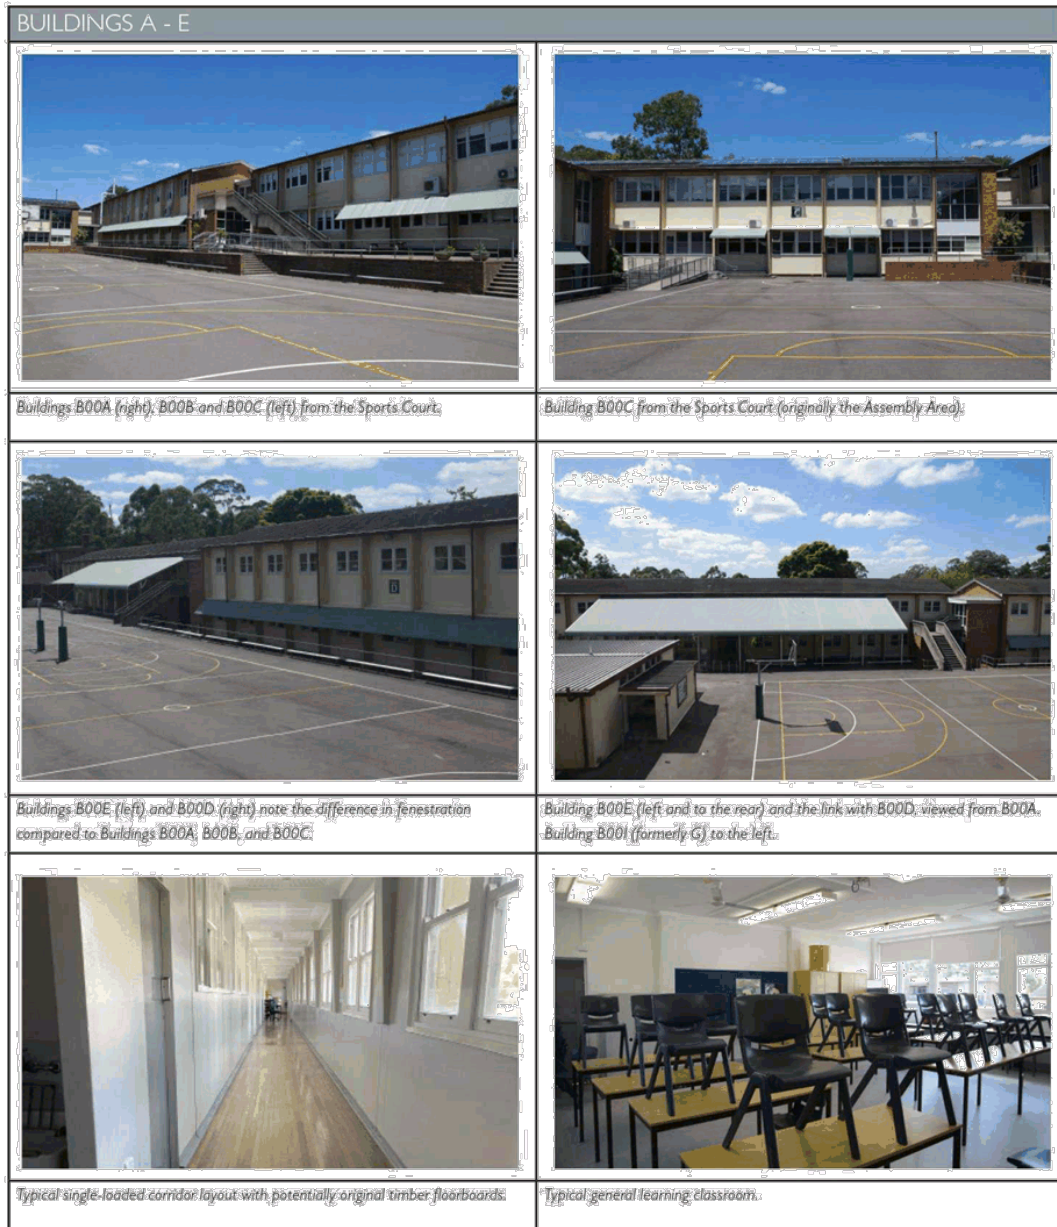 BUILDINGS A - E
Buildings B00A (right), B00B and B00C (left) from the Sports Court.
Building B00C from the Sports Court (originally the Assembly Area).
D
Buildings B00E (left) and B00D (right) note the difference in fenestration
compared to Buildings B00A, B00B, and B00C.
Building B00E (left and to the rear) and the link with B00D, viewed from B00A.
Building B00I (formerly G) to the left.
Typical single-loaded corridor layout with potentially original timber floorboards.
Typical general learning classroom.